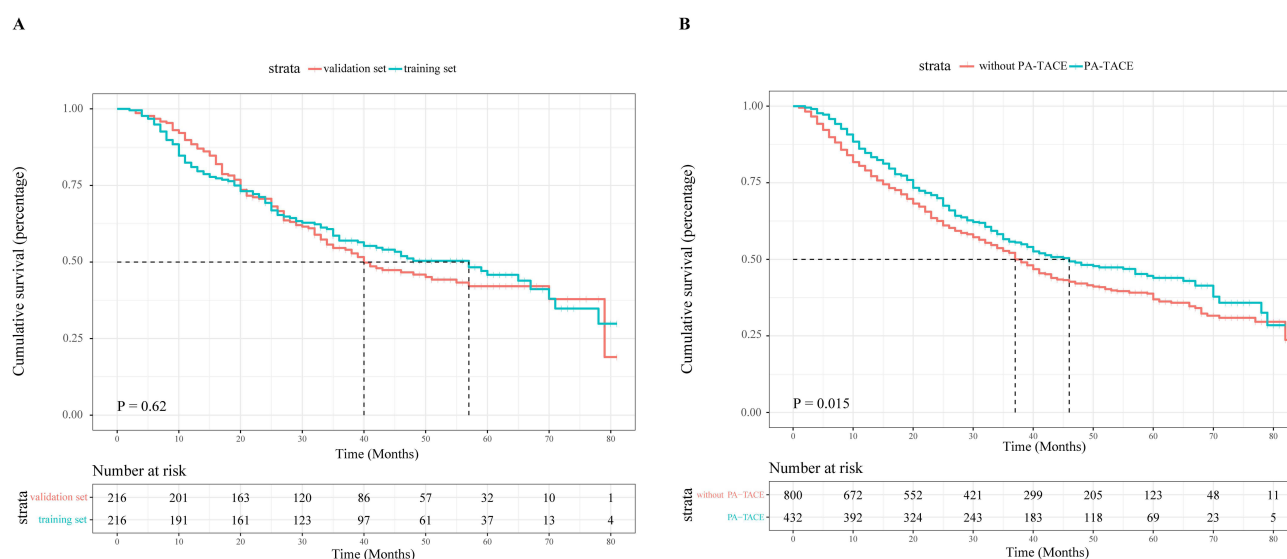 A
strata validation set training set
Cumulative survival (percentage)
1.00
0.75
0.50
0.25
0.00
P = 0.62
0 10 20 30 40 50 60 70 80
Time (Months)
Number at risk
strata
validation set 216 201 163 120 86 57 32 10 1
training set 216 191 161 123 97 61 37 13 4
0 10 20 30 40 50 60 70 80
Time (Months)
B
strata without PA-TACE PA-TACE
Cumulative survival (percentage)
1.00
0.75
0.50
0.25
0.00
P = 0.015
0 10 20 30 40 50 60 70 80
Time (Months)
Number at risk
strata
without PA-TACE 800 672 552 421 299 205 123 48 11
PA-TACE 432 392 324 243 183 118 69 23 5
0 10 20 30 40 50 60 70 80
Time (Months)